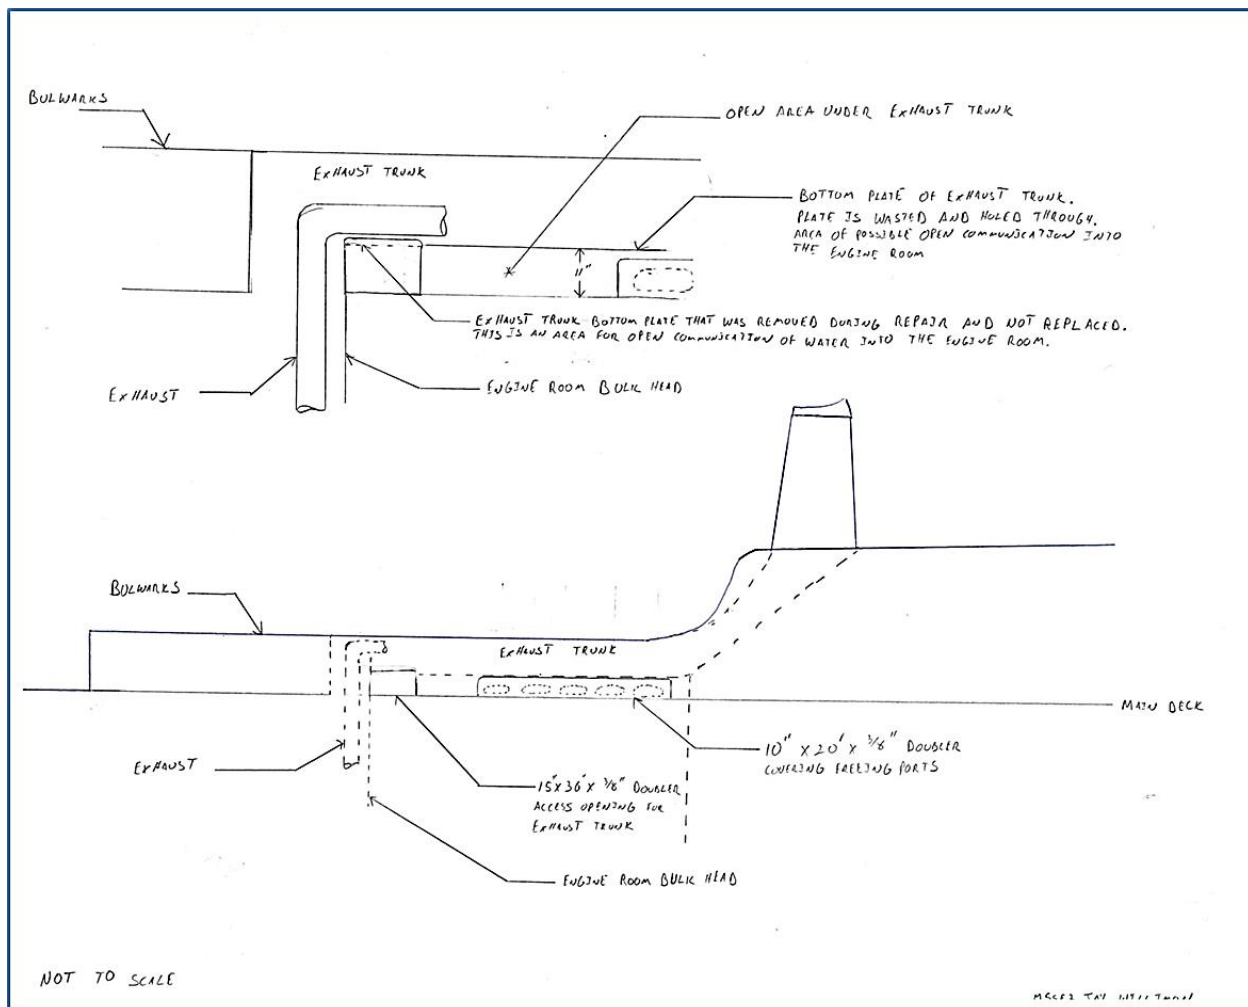 BULWARKS
OPEN AREA UNDER EXHAUST TRUNK
EXHAUST TRUNK
BOTTOM PLATE OF EXHAUST TRUNK.
PLATE IS WASTED AND HOLED THROUGH.
AREA OF POSSIBLE OPEN COMMUNICATION INTO
THE ENGINE ROOM
11"
EXHAUST TRUNK BOTTOM PLATE THAT WAS REMOVED DURING REPAIR AND NOT REPLACED.
THIS IS AN AREA FOR OPEN COMMUNICATION OF WATER INTO THE ENGINE ROOM.
EXHAUST
ENGINE ROOM BULK HEAD
BULWARKS
EXHAUST TRUNK
MAIN DECK
EXHAUST
10" X 20' X 3/8" DOUBLER
COVERING FREEING PORTS
15" X 36" X 3/8" DOUBLER
ACCESS OPENING FOR
EXHAUST TRUNK
ENGINE ROOM BULK HEAD
NOT TO SCALE